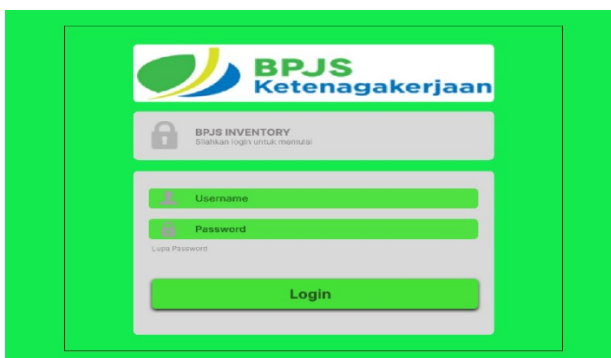 BPJS
Ketenagakerjaan
BPJS INVENTORY
Silahkan login untuk memulai
Username
Password
Lupa Password
Login